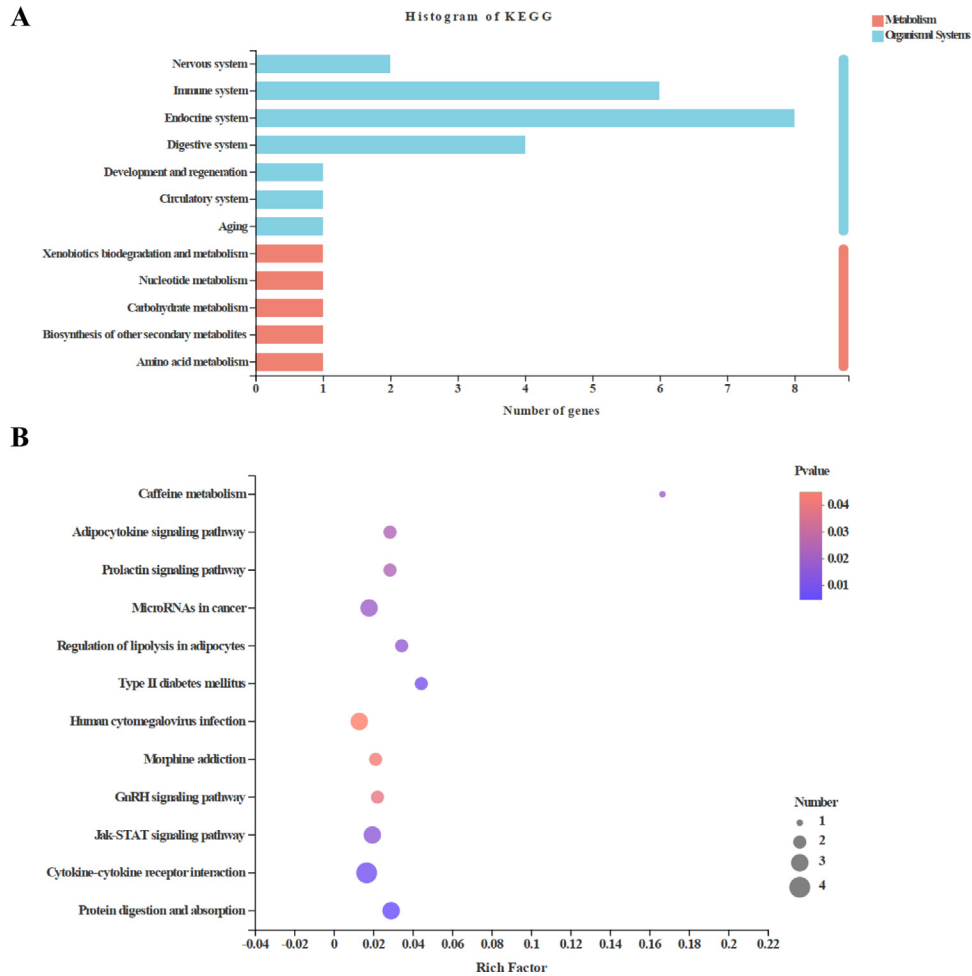 A
Histogram of KEGG
Metabolism
Organismal Systems
Nervous system
Immune system
Endocrine system
Digestive system
Development and regeneration
Circulatory system
Aging
Xenobiotics biodegradation and metabolism
Nucleotide metabolism
Carbohydrate metabolism
Biosynthesis of other secondary metabolites
Amino acid metabolism
0 1 2 3 4 5 6 7 8
Number of genes
B
Pvalue
0.04
0.03
0.02
0.01
Caffeine metabolism
Adipocytokine signaling pathway
Prolactin signaling pathway
MicroRNAs in cancer
Regulation of lipolysis in adipocytes
Type II diabetes mellitus
Human cytomegalovirus infection
Morphine addiction
GnRH signaling pathway
Jak-STAT signaling pathway
Cytokine-cytokine receptor interaction
Protein digestion and absorption
Number
1
2
3
4
-0.04 -0.02 0 0.02 0.04 0.06 0.08 0.1 0.12 0.14 0.16 0.18 0.2 0.22
Rich Factor